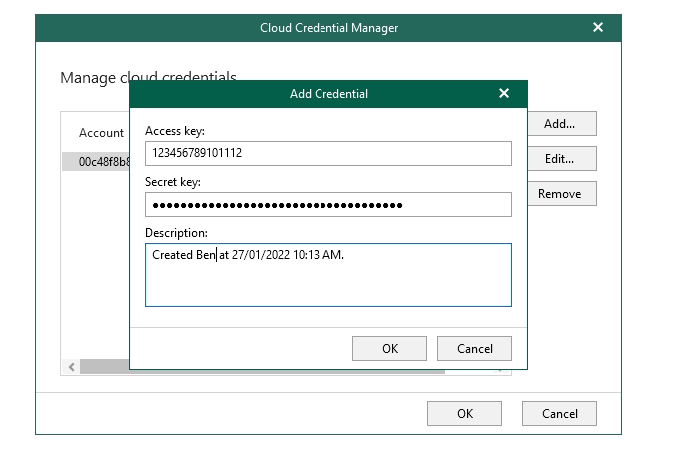 Cloud Credential Manager
Manage cloud credentials
Add Credential
Account
Access key:
123456789101112
Secret key:
●●●●●●●●●●●●●●●●●●●●●●●●●●●●●●●●●●●●
Description:
Created Ben at 27/01/2022 10:13 AM.
OK
Cancel
00c48f8b8
Add...
Edit...
Remove
OK
Cancel